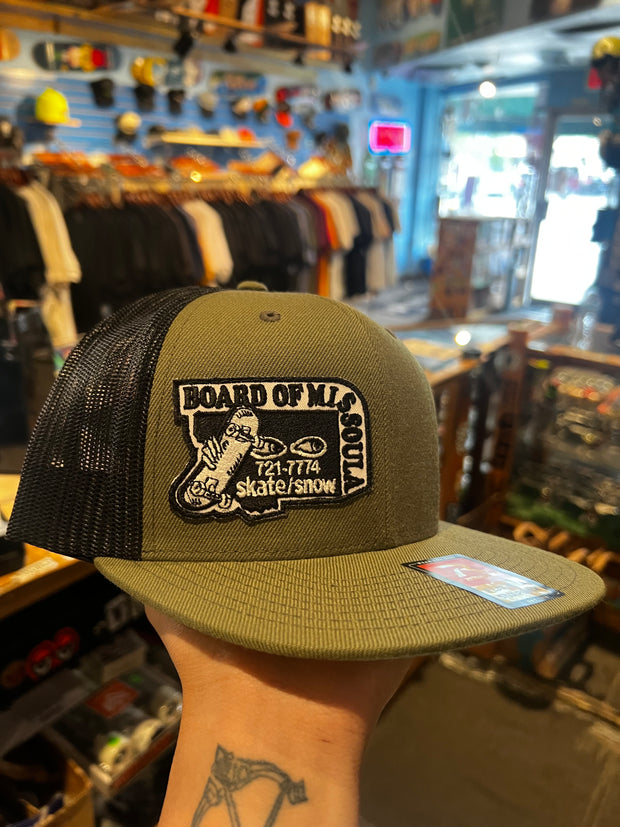 BOARD OF MISSOULA
721-7774
skate/snow